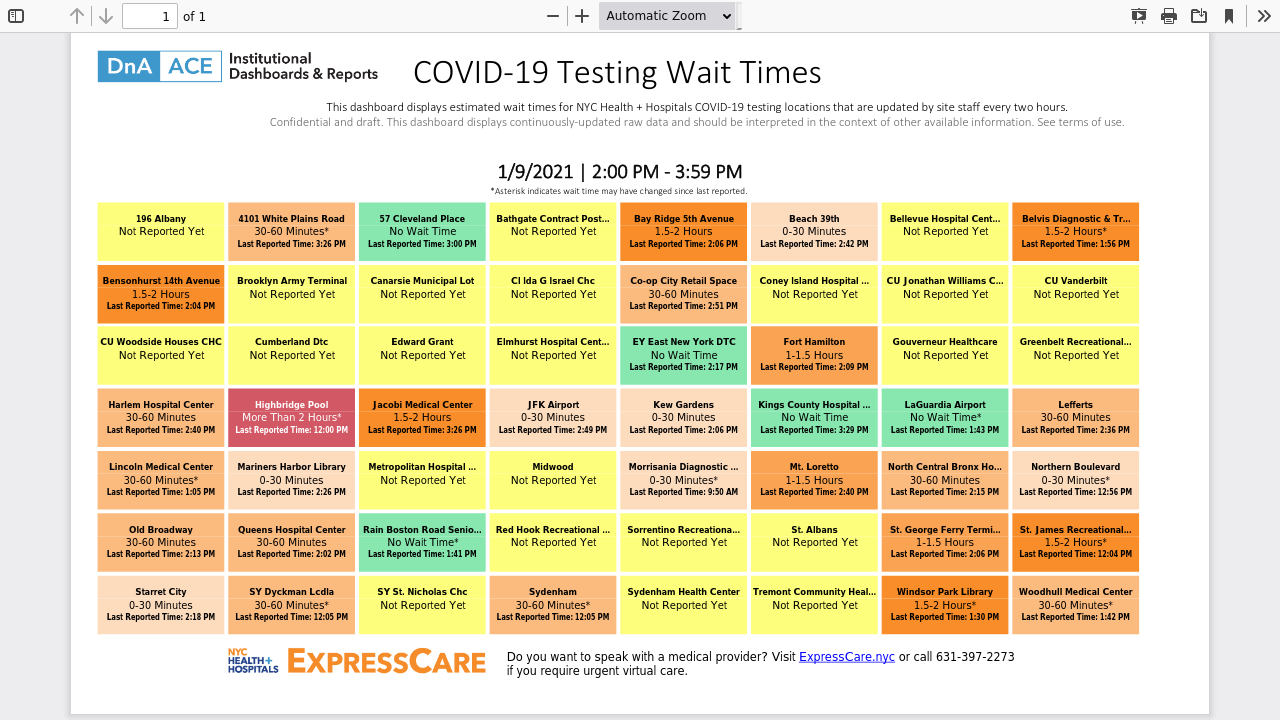 1 of 1 Automatic Zoom
DnA ACE Institutional
Dashboards & Reports
COVID-19 Testing Wait Times
This dashboard displays estimated wait times for NYC Health + Hospitals COVID-19 testing locations that are updated by site staff every two hours.
Confidential and draft. This dashboard displays continuously-updated raw data and should be interpreted in the context of other available information. See terms of use.
1/9/2021 | 2:00 PM - 3:59 PM
*Asterisk indicates wait time may have changed since last reported.
196 Albany
Not Reported Yet
4101 White Plains Road
30-60 Minutes*
Last Reported Time: 3:26 PM
57 Cleveland Place
No Wait Time
Last Reported Time: 3:00 PM
Bathgate Contract Post...
Not Reported Yet
Bay Ridge 5th Avenue
1.5-2 Hours
Last Reported Time: 2:06 PM
Beach 39th
0-30 Minutes
Last Reported Time: 2:42 PM
Bellevue Hospital Cent...
Not Reported Yet
Belvis Diagnostic & Tr...
1.5-2 Hours*
Last Reported Time: 1:56 PM
Bensonhurst 14th Avenue
1.5-2 Hours
Last Reported Time: 2:04 PM
Brooklyn Army Terminal
Not Reported Yet
Canarsie Municipal Lot
Not Reported Yet
Cl Ida G Israel Chc
Not Reported Yet
Co-op City Retail Space
30-60 Minutes
Last Reported Time: 2:51 PM
Coney Island Hospital ...
Not Reported Yet
CU Jonathan Williams C...
Not Reported Yet
CU Vanderbilt
Not Reported Yet
CU Woodside Houses CHC
Not Reported Yet
Cumberland Dtc
Not Reported Yet
Edward Grant
Not Reported Yet
Elmhurst Hospital Cent...
Not Reported Yet
EY East New York DTC
No Wait Time
Last Reported Time: 2:17 PM
Fort Hamilton
1-1.5 Hours
Last Reported Time: 2:09 PM
Gouverneur Healthcare
Not Reported Yet
Greenbelt Recreational...
Not Reported Yet
Harlem Hospital Center
30-60 Minutes
Last Reported Time: 2:40 PM
Highbridge Pool
More Than 2 Hours*
Last Reported Time: 12:00 PM
Jacobi Medical Center
1.5-2 Hours
Last Reported Time: 3:26 PM
JFK Airport
0-30 Minutes
Last Reported Time: 2:49 PM
Kew Gardens
0-30 Minutes
Last Reported Time: 2:06 PM
Kings County Hospital ...
No Wait Time
Last Reported Time: 3:29 PM
LaGuardia Airport
No Wait Time*
Last Reported Time: 1:43 PM
Lefferts
30-60 Minutes
Last Reported Time: 2:36 PM
Lincoln Medical Center
30-60 Minutes*
Last Reported Time: 1:05 PM
Mariners Harbor Library
0-30 Minutes
Last Reported Time: 2:26 PM
Metropolitan Hospital ...
Not Reported Yet
Midwood
Not Reported Yet
Morrisania Diagnostic ...
0-30 Minutes*
Last Reported Time: 9:50 AM
Mt. Loretto
1-1.5 Hours
Last Reported Time: 2:40 PM
North Central Bronx Ho...
30-60 Minutes
Last Reported Time: 2:15 PM
Northern Boulevard
0-30 Minutes*
Last Reported Time: 12:56 PM
Old Broadway
30-60 Minutes
Last Reported Time: 2:13 PM
Queens Hospital Center
30-60 Minutes
Last Reported Time: 2:02 PM
Rain Boston Road Senio...
No Wait Time*
Last Reported Time: 1:41 PM
Red Hook Recreational ...
Not Reported Yet
Sorrentino Recreationa...
Not Reported Yet
St. Albans
Not Reported Yet
St. George Ferry Termi...
1-1.5 Hours
Last Reported Time: 2:06 PM
St. James Recreational...
1.5-2 Hours*
Last Reported Time: 12:04 PM
Starret City
0-30 Minutes
Last Reported Time: 2:18 PM
SY Dyckman Lcdla
30-60 Minutes*
Last Reported Time: 12:05 PM
SY St. Nicholas Chc
Not Reported Yet
Sydenham
30-60 Minutes*
Last Reported Time: 12:05 PM
Sydenham Health Center
Not Reported Yet
Tremont Community Heal...
Not Reported Yet
Windsor Park Library
1.5-2 Hours*
Last Reported Time: 1:30 PM
Woodhull Medical Center
30-60 Minutes*
Last Reported Time: 1:42 PM
NYC
HEALTH+
HOSPITALS
EXPRESSCARE
Do you want to speak with a medical provider? Visit ExpressCare.nyc or call 631-397-2273
if you require urgent virtual care.